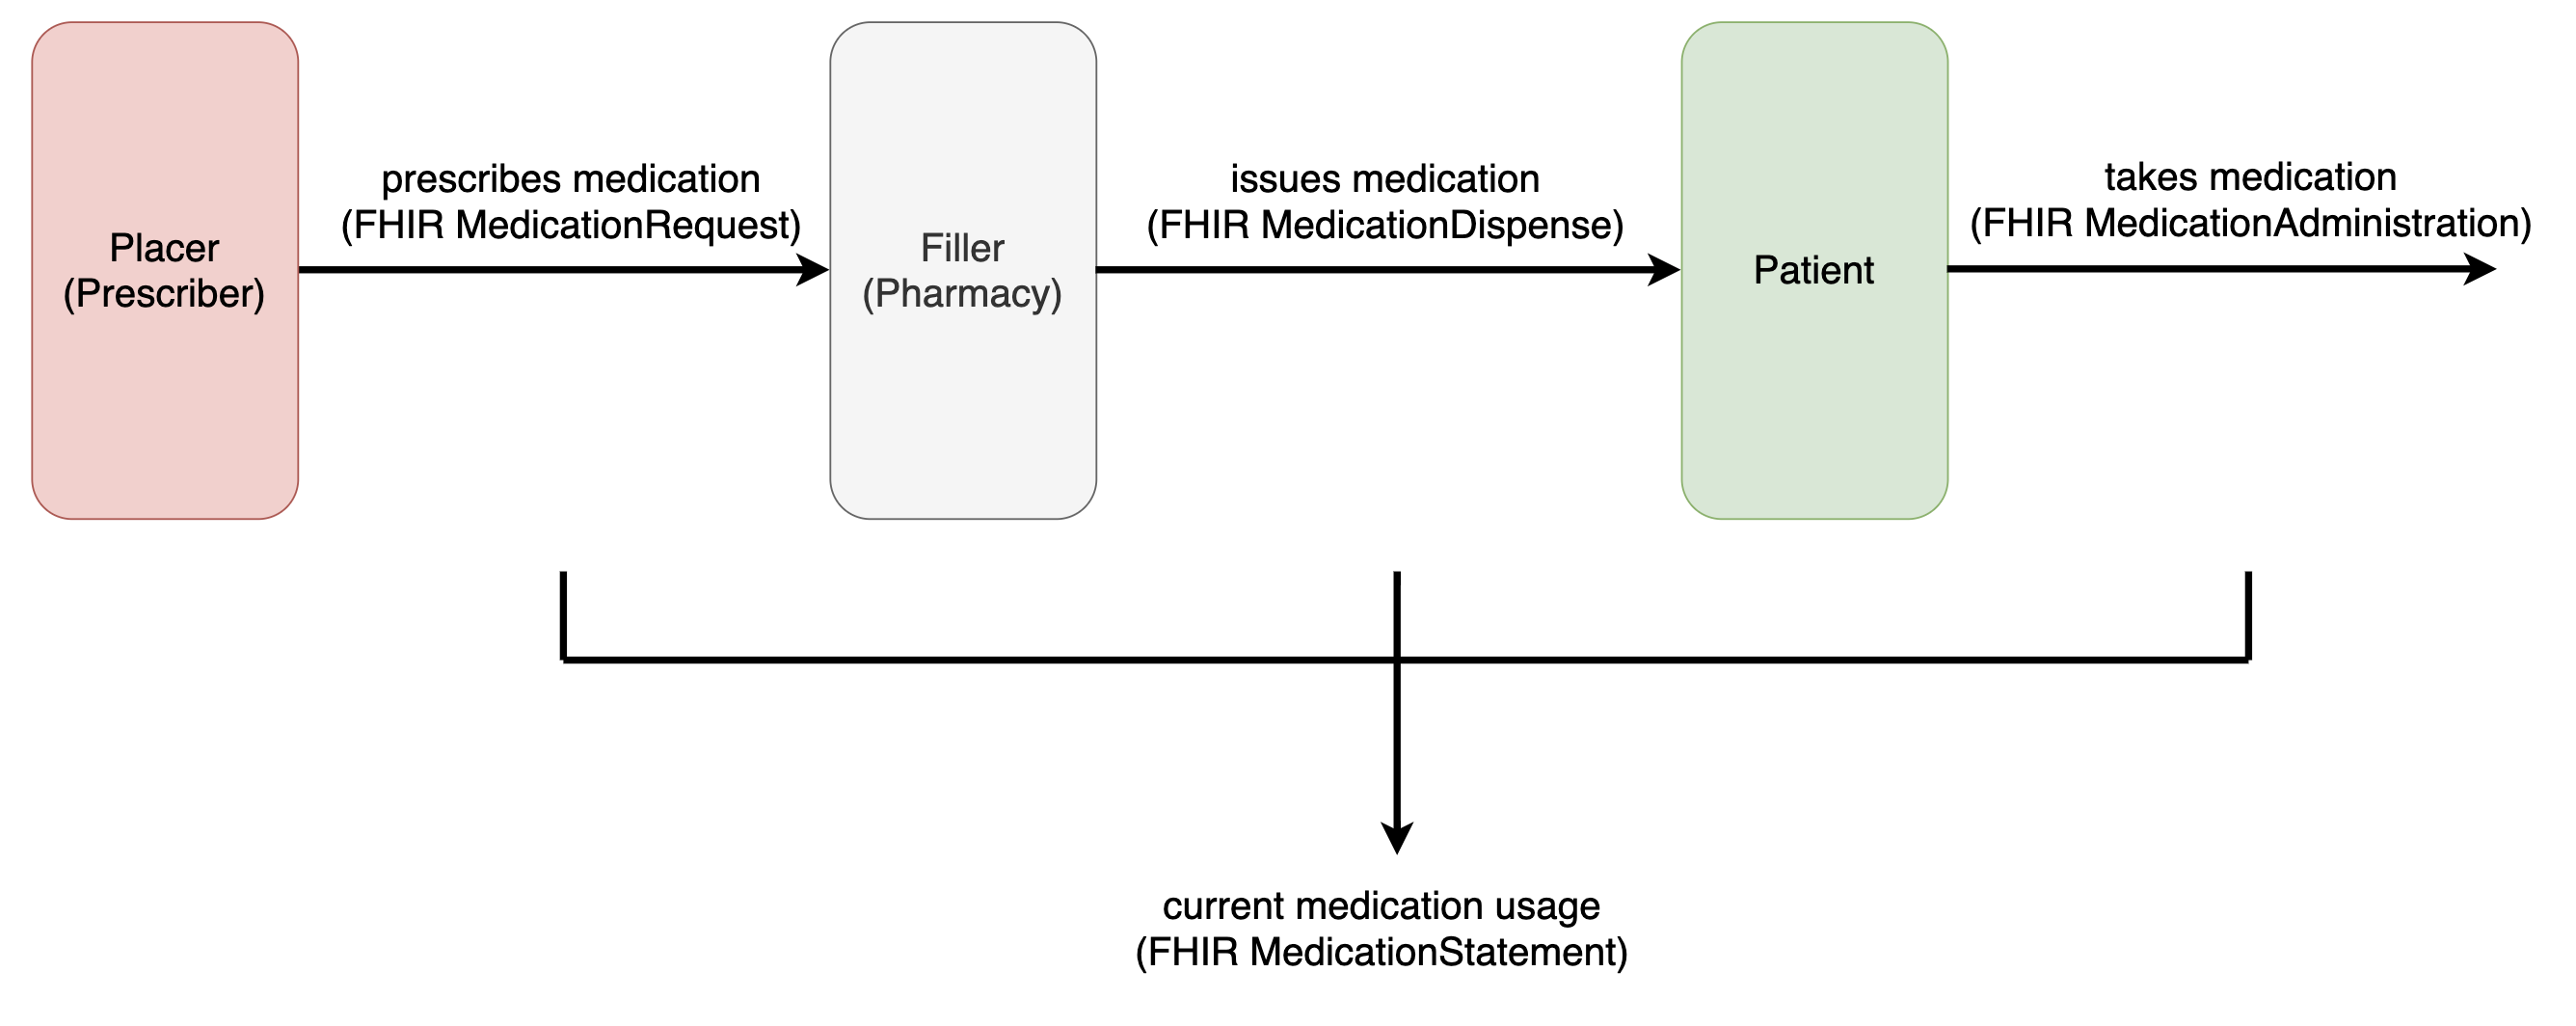 Placer
(Prescriber)
prescribes medication
(FHIR MedicationRequest)
Filler
(Pharmacy)
issues medication
(FHIR MedicationDispense)
Patient
takes medication
(FHIR MedicationAdministration)
current medication usage
(FHIR MedicationStatement)